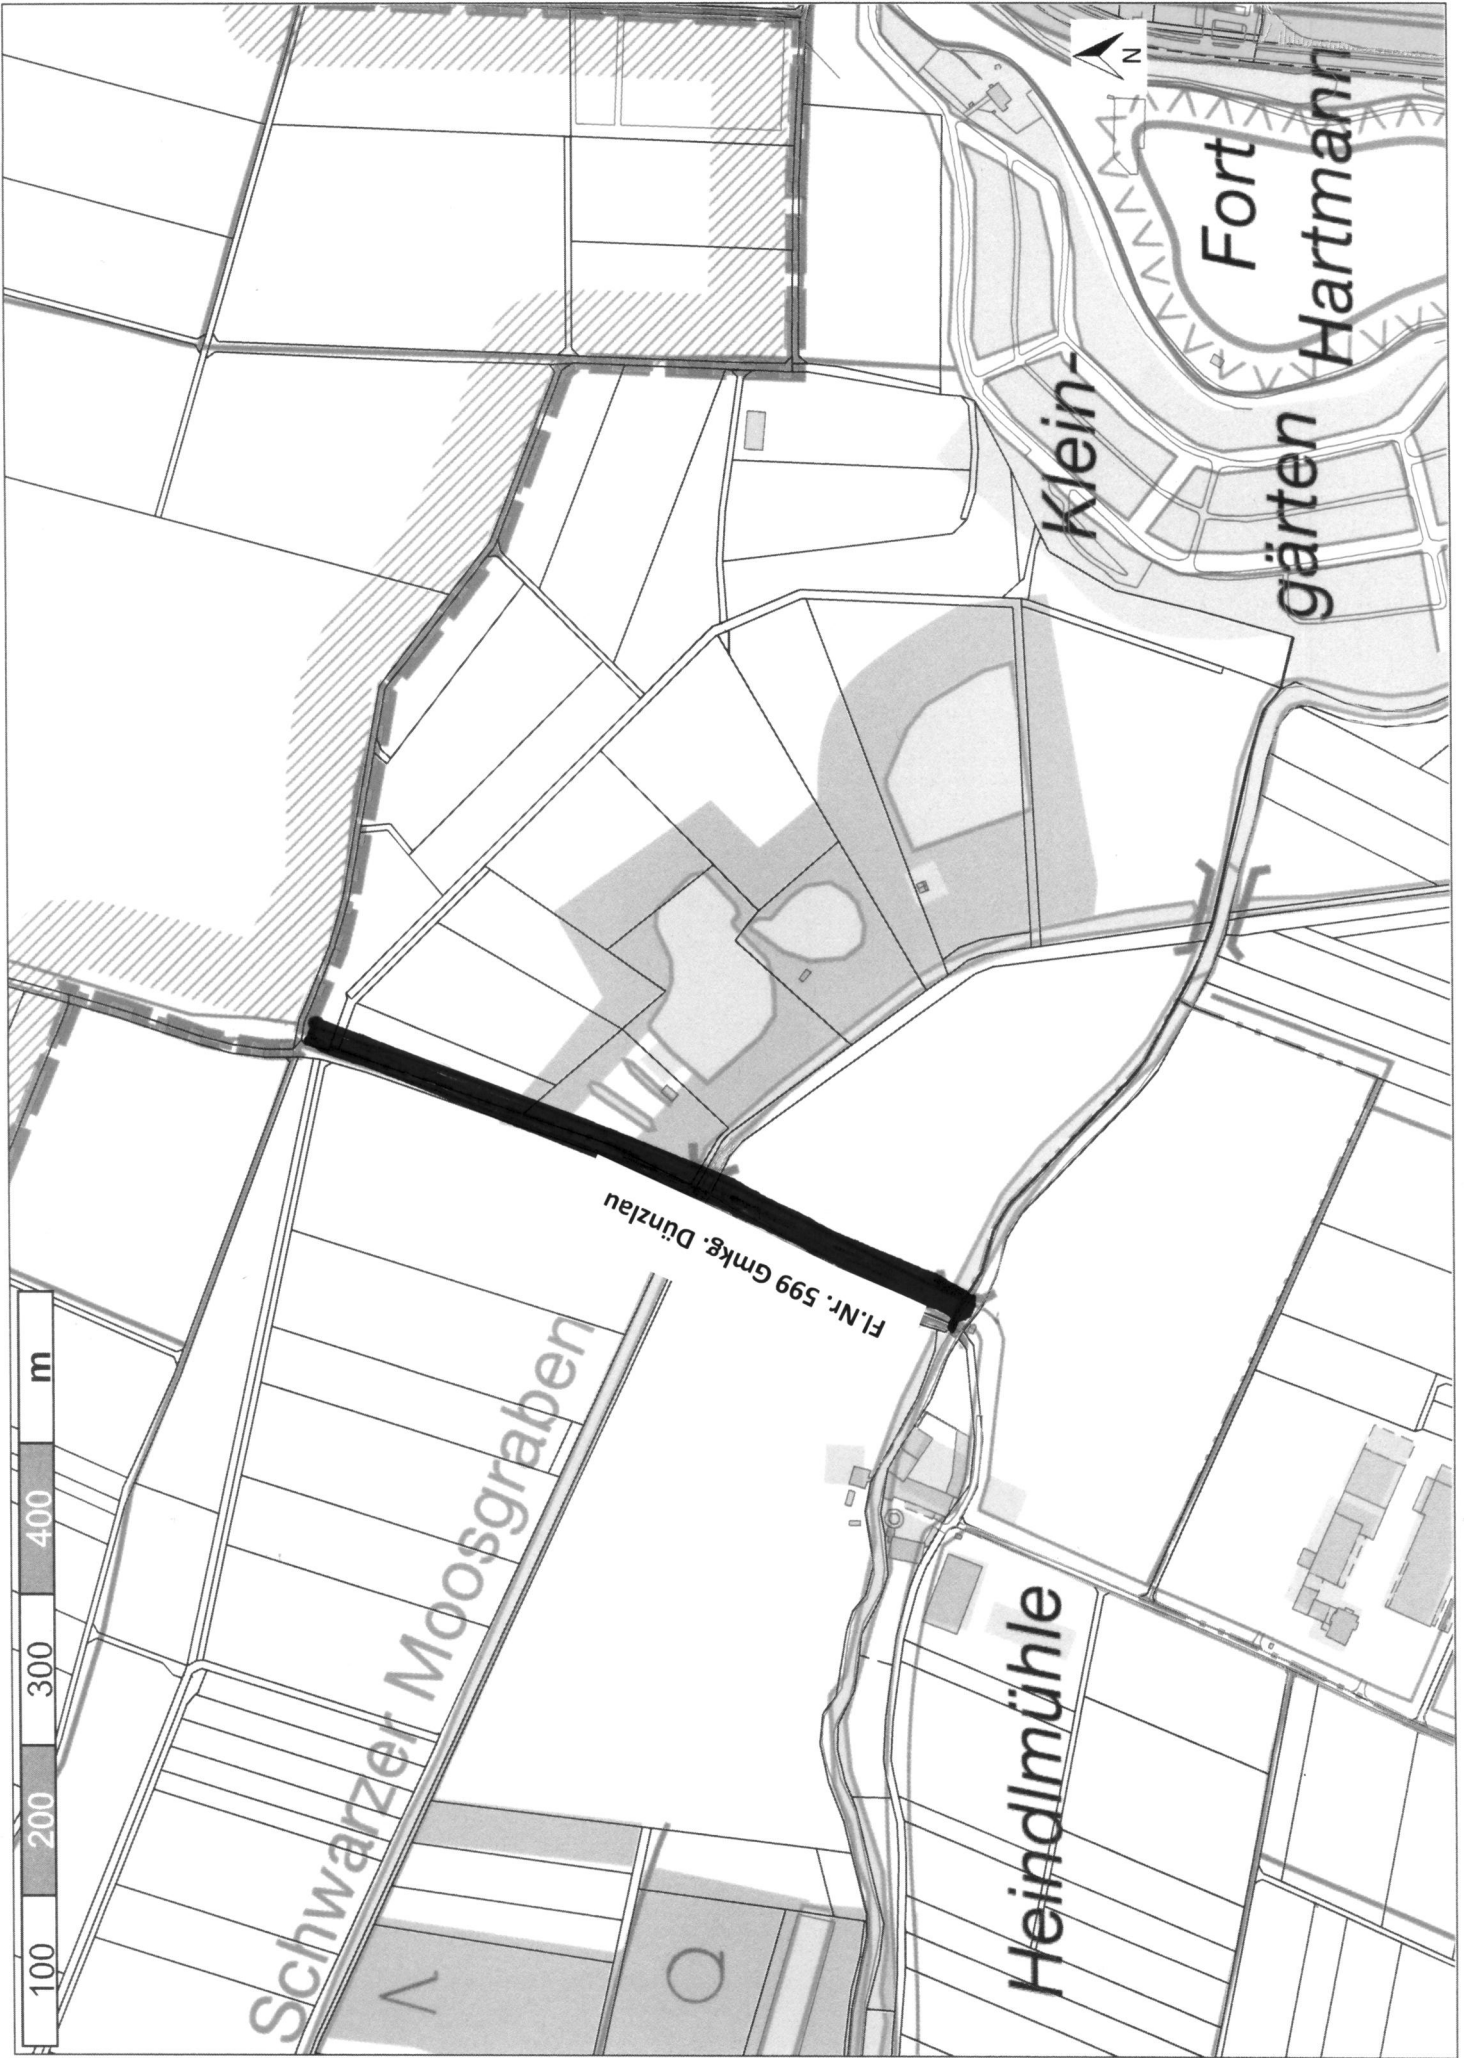 Schwarzer Moosgraben
Fl.Nr. 599 Gmkg. Dünzlau
Heindlmühle
Klein-
gärten
Fort
Hartmann
N
100
200
300
400
m